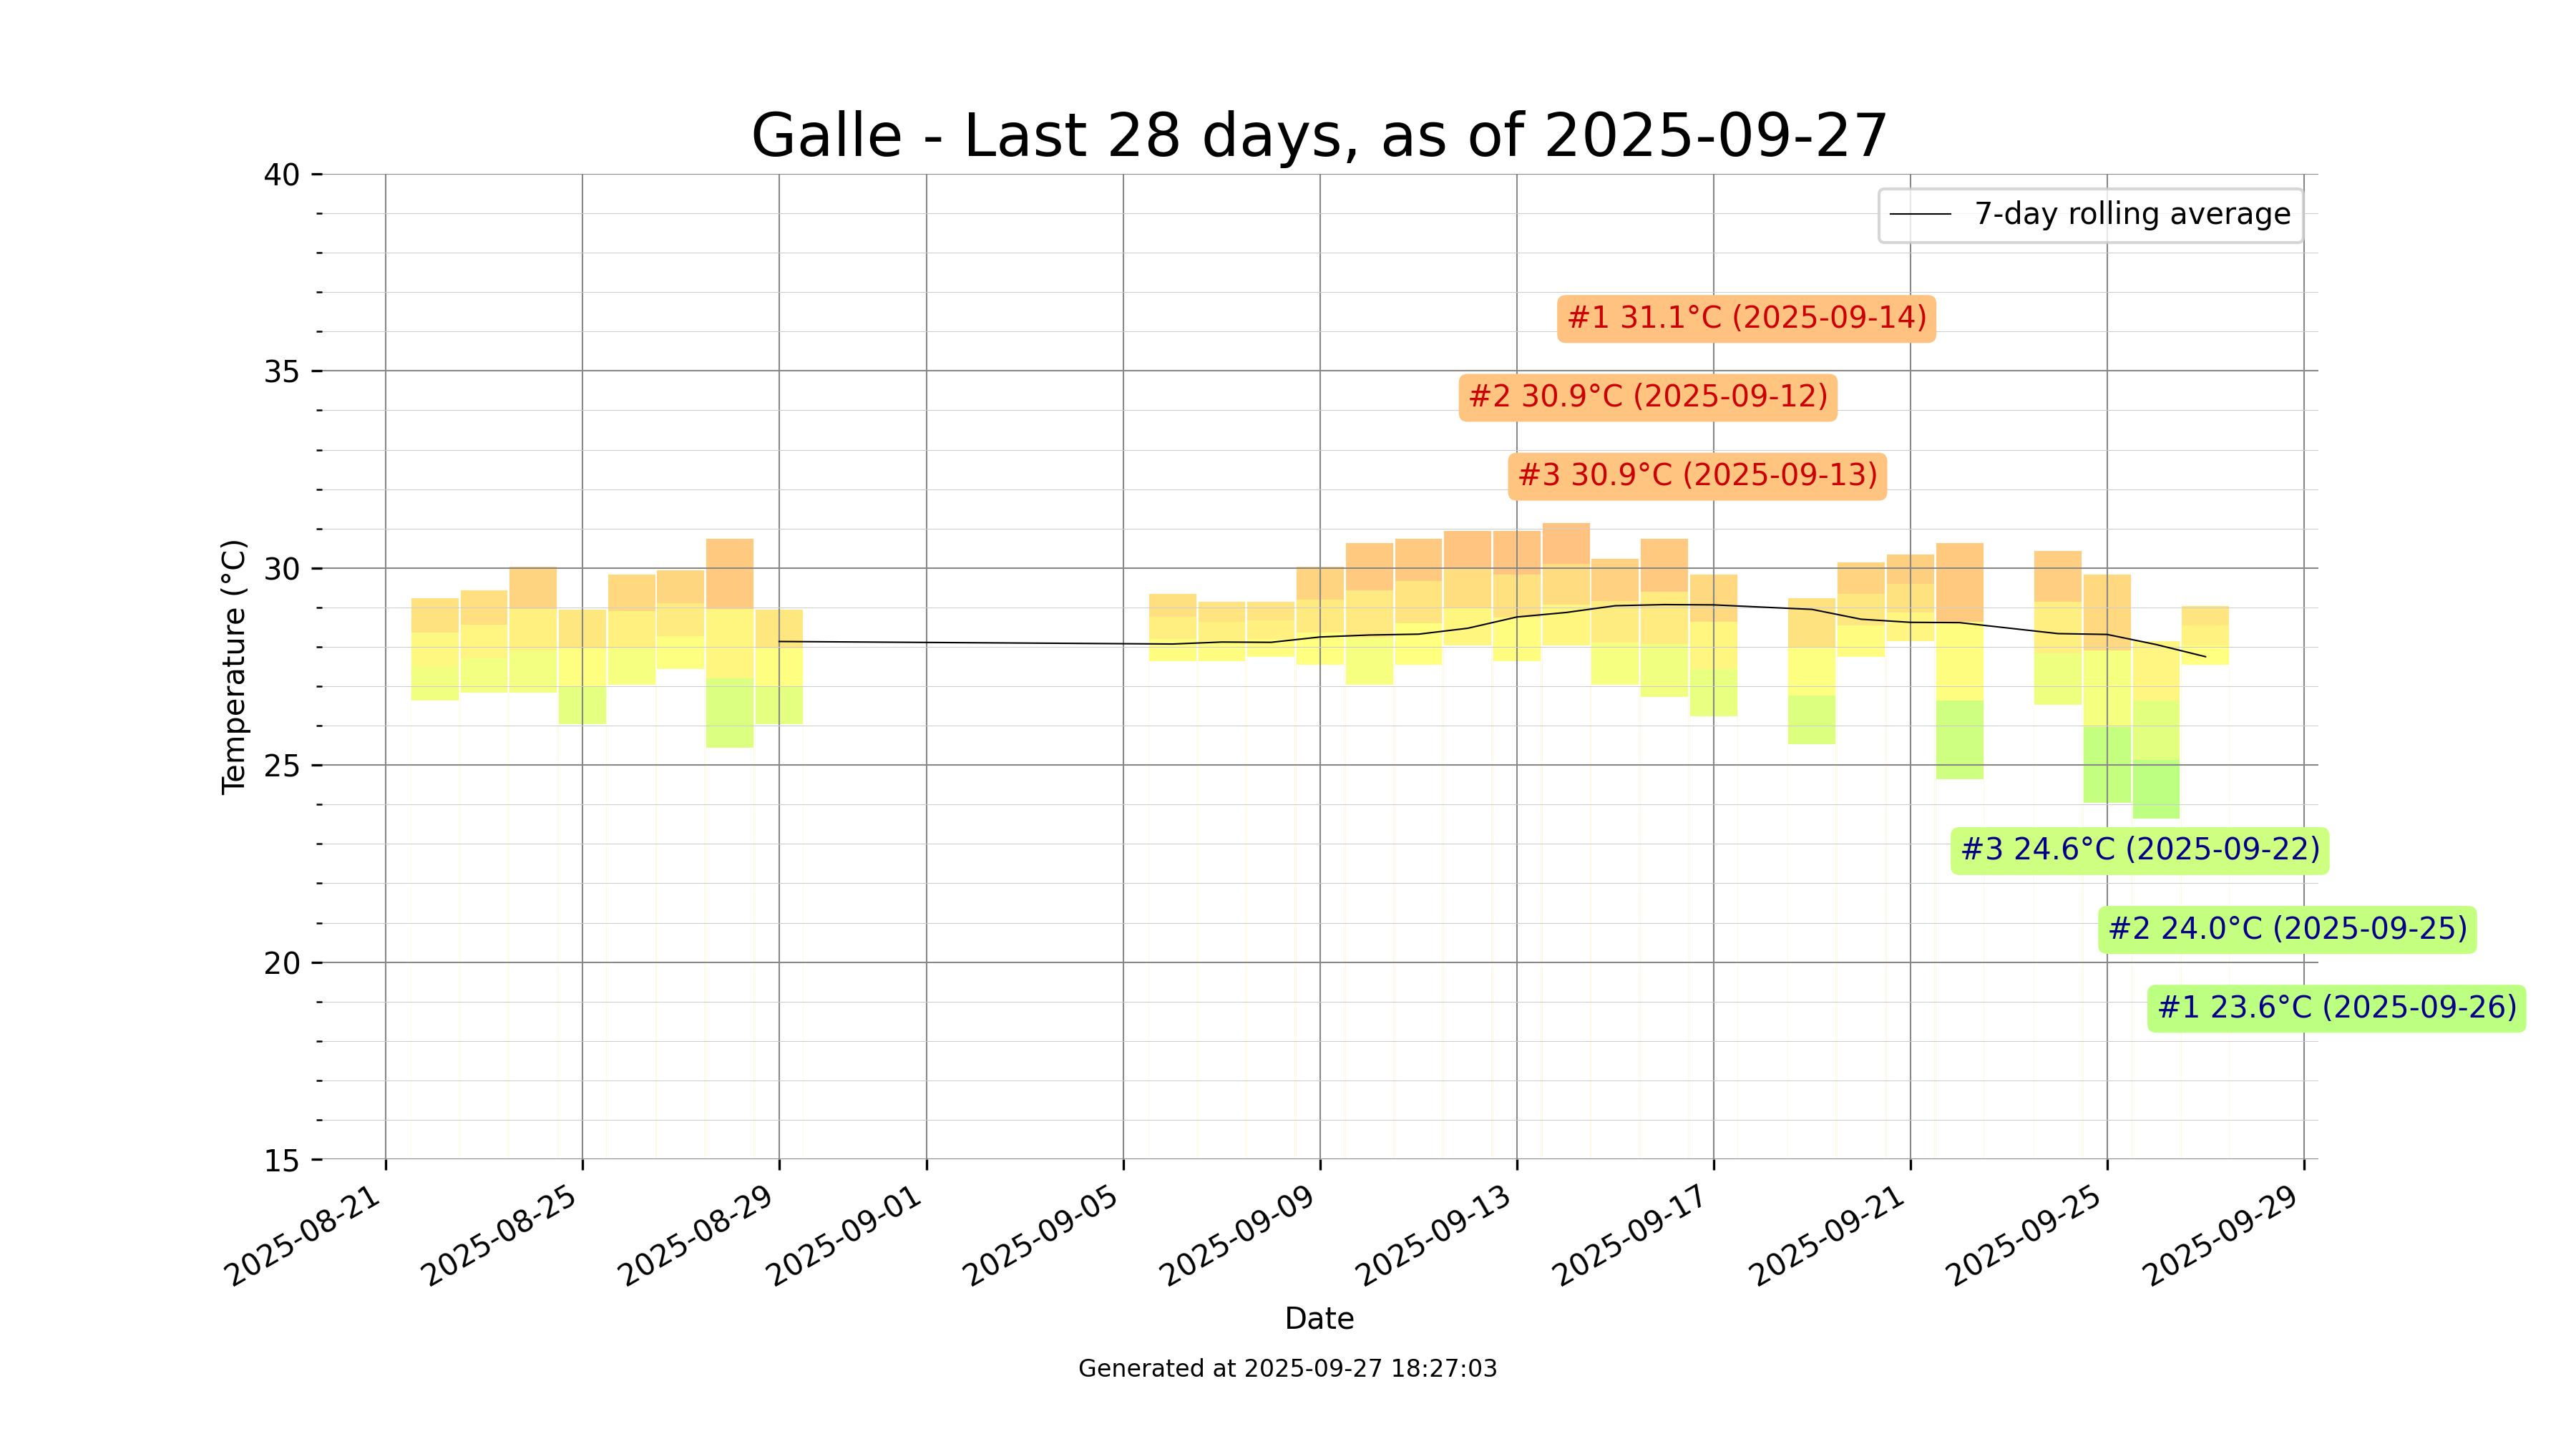 Galle - Last 28 days, as of 2025-09-27
40
7-day rolling average
#1 31.1°C (2025-09-14)
35
#2 30.9°C (2025-09-12)
#3 30.9°C (2025-09-13)
30
Temperature (°C)
25
#3 24.6°C (2025-09-22)
#2 24.0°C (2025-09-25)
20
#1 23.6°C (2025-09-26)
15
2025-08-21
2025-08-25
2025-08-29
2025-09-01
2025-09-05
2025-09-09
2025-09-13
2025-09-17
2025-09-21
2025-09-25
2025-09-29
Date
Generated at 2025-09-27 18:27:03